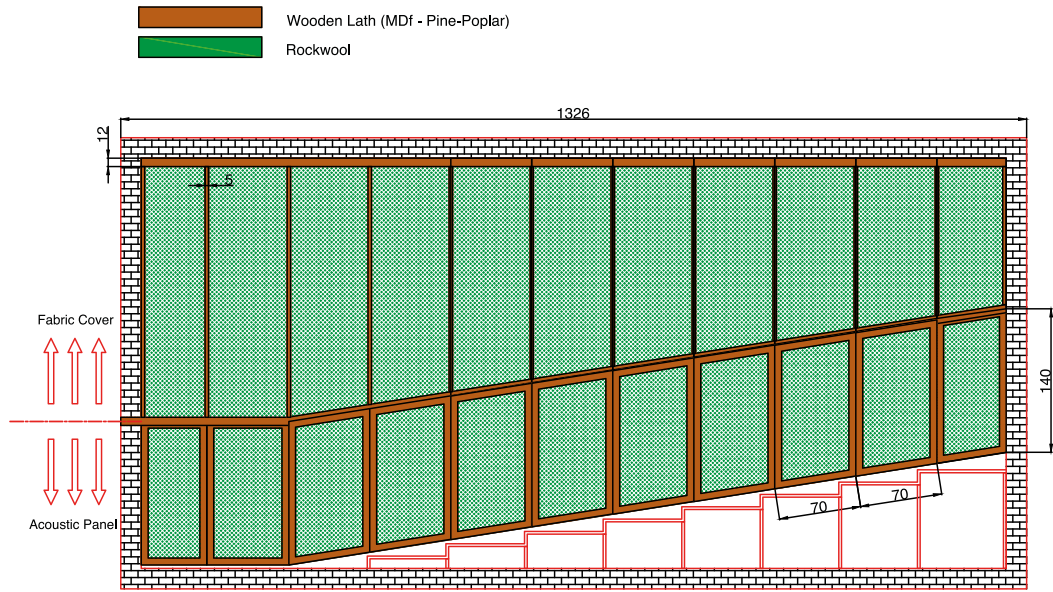 Wooden Lath (MDf - Pine-Poplar)
Rockwool
1326
12
5
Fabric Cover
140
70
70
Acoustic Panel